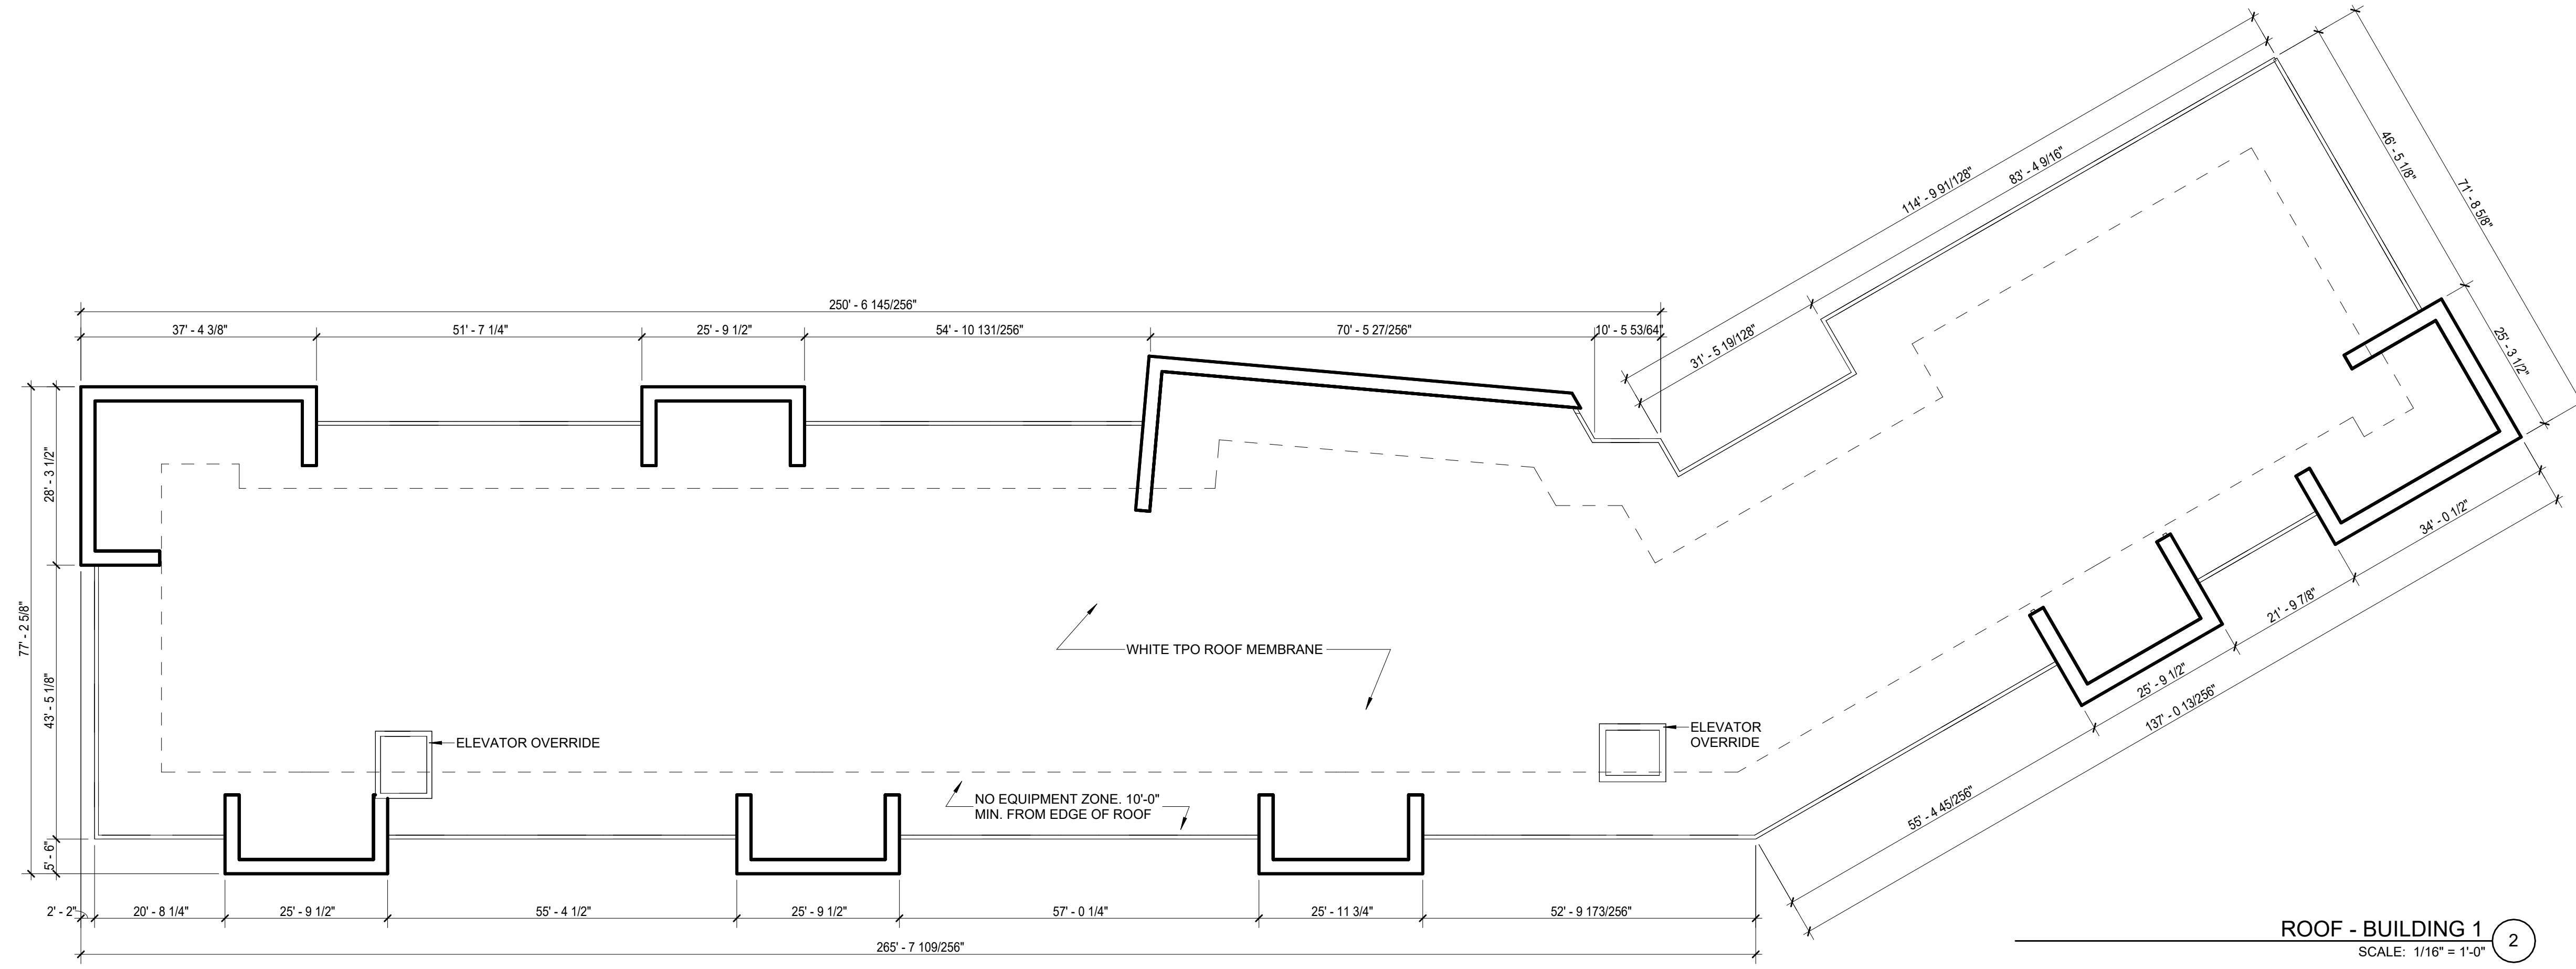 114' - 9 91/128"
83' - 4 9/16"
31' - 5 19/128"
46' - 5 1/8"
71' - 8 5/8"
25' - 3 1/2"
250' - 6 145/256"
37' - 4 3/8"
51' - 7 1/4"
25' - 9 1/2"
54' - 10 131/256"
70' - 5 27/256"
10' - 5 53/64"
28' - 3 1/2"
77' - 2 5/8"
43' - 5 1/8"
5' - 6"
WHITE TPO ROOF MEMBRANE
ELEVATOR OVERRIDE
ELEVATOR
OVERRIDE
NO EQUIPMENT ZONE. 10'-0"
MIN. FROM EDGE OF ROOF
34' - 0 1/2"
21' - 9 7/8"
25' - 9 1/2"
137' - 0 13/256"
55' - 4 45/256"
2' - 2"
20' - 8 1/4"
25' - 9 1/2"
55' - 4 1/2"
25' - 9 1/2"
57' - 0 1/4"
25' - 11 3/4"
52' - 9 173/256"
265' - 7 109/256"
ROOF - BUILDING 1
SCALE: 1/16" = 1'-0"
2